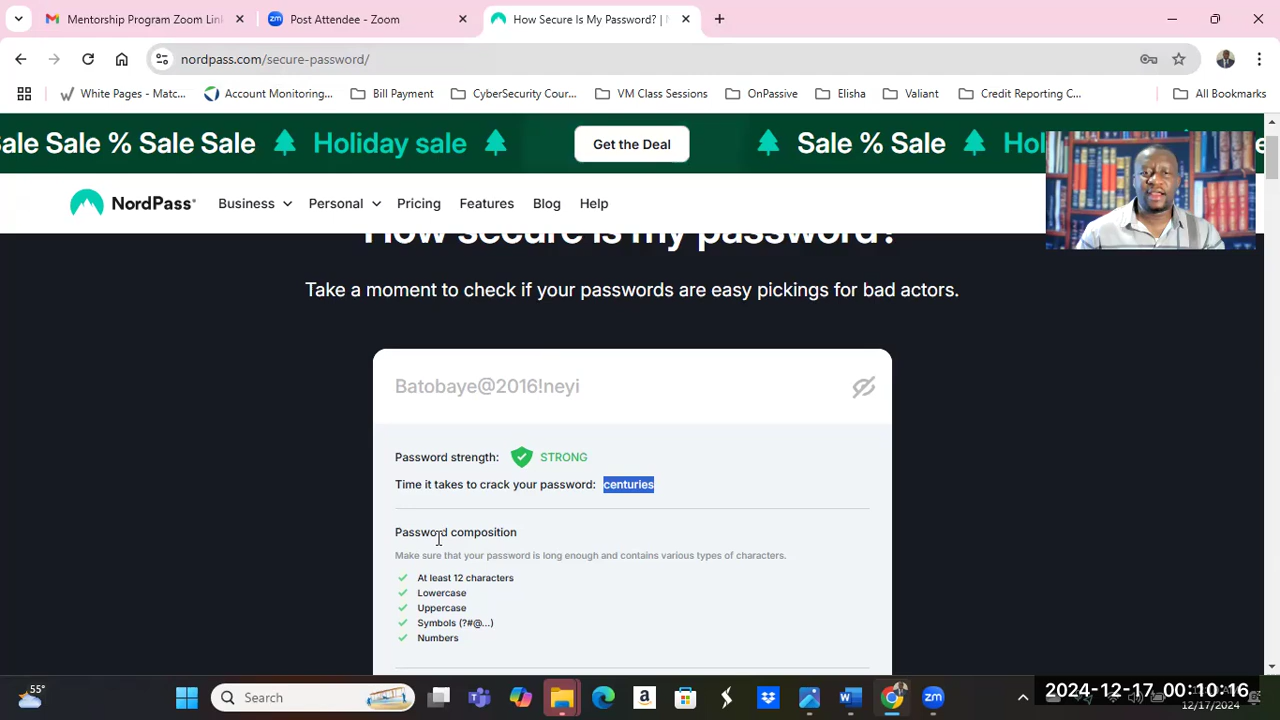 Mentorship Program Zoom Lin
Post Attendee - Zoom
How Secure Is My Password? |
nordpass.com/secure-password/
White Pages - Matc...
Account Monitoring...
Bill Payment
CyberSecurity Cour...
VM Class Sessions
OnPassive
Elisha
Valiant
Credit Reporting C...
All Bookmarks
ale Sale % Sale Sale
Holiday sale
Get the Deal
Sale % Sale
Hol
NordPass
Business
Personal
Pricing
Features
Blog
Help
How secure is my password?
Take a moment to check if your passwords are easy pickings for bad actors.
Batobaye@2016!neyi
Password strength: STRONG
Time it takes to crack your password: centuries
Password composition
Make sure that your password is long enough and contains various types of characters.
At least 12 characters
Lowercase
Uppercase
Symbols (?#@...)
Numbers
55°
Search
2024-12-17 00:10:16
12/17/2024